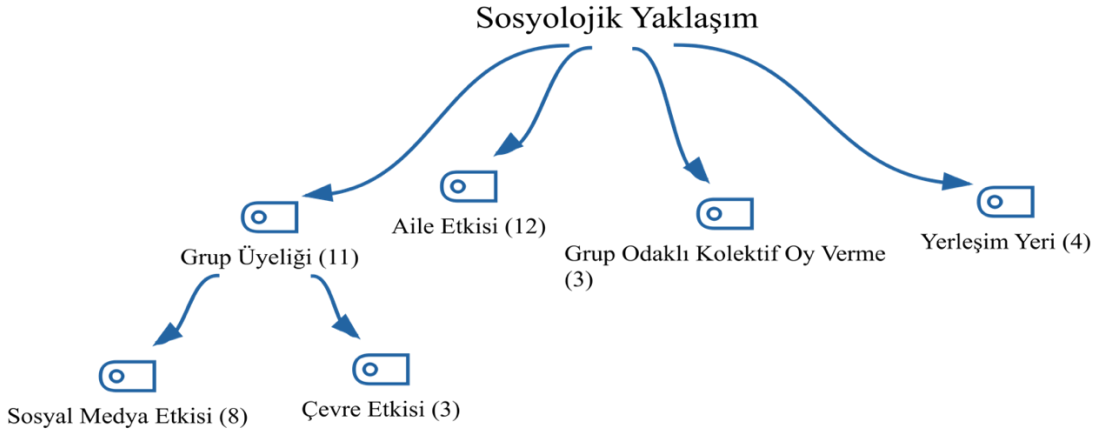 Sosyolojik Yaklaşım
Aile Etkisi (12)
Grup Üyeliği (11)
Grup Odaklı Kolektif Oy Verme
(3)
Yerleşim Yeri (4)
Sosyal Medya Etkisi (8)
Çevre Etkisi (3)